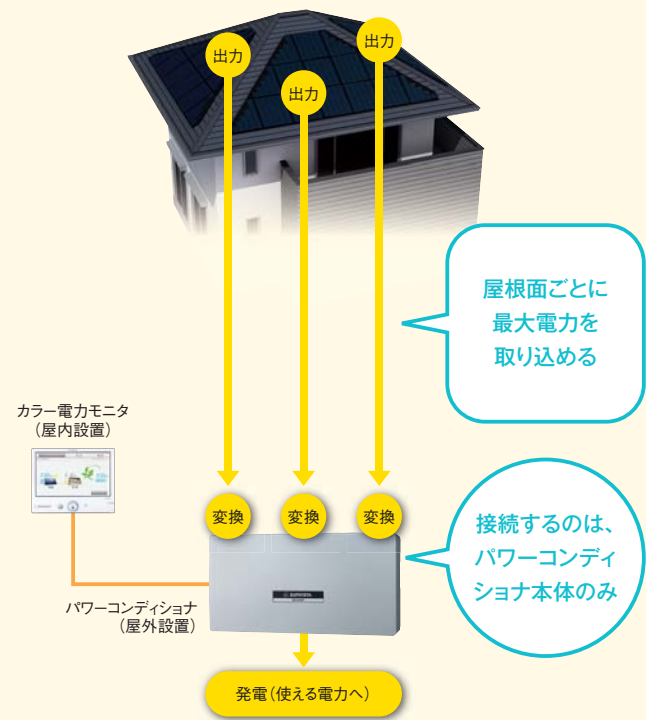 出力
出力
出力
屋根面ごとに
最大電力を
取り込める
カラー電力モニタ
（屋内設置）
変換
変換
変換
接続するのは、
パワーコンディ
ショナ本体のみ
パワーコンディショナ
（屋外設置）
発電（使える電力へ）